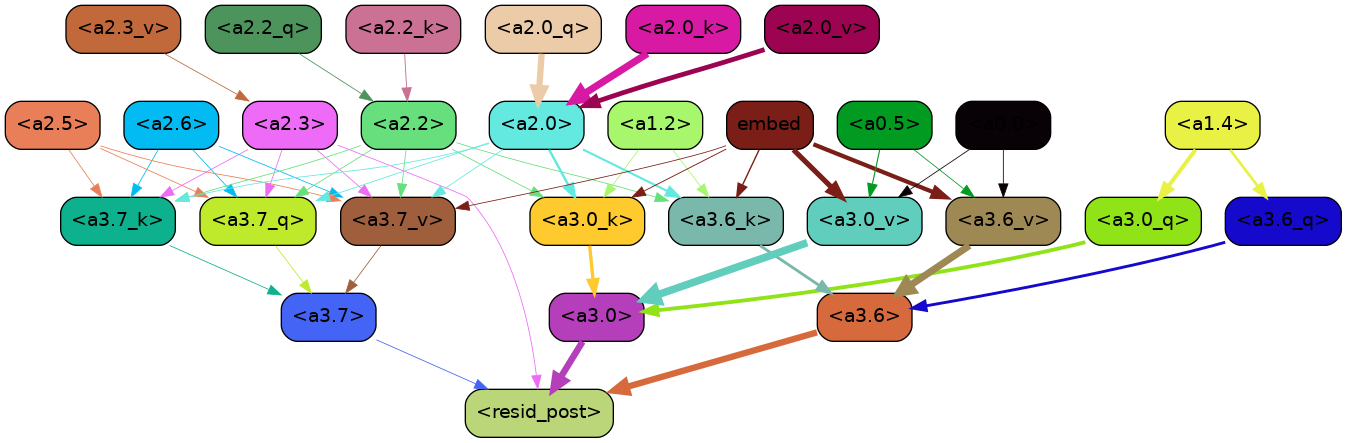 <a2.3_v> <a2.2_q> <a2.2_k> <a2.0_q> <a2.0_k> <a2.0_v>
<a2.5> <a2.6> <a2.3> <a2.2> <a2.0> <a1.2> embed <a0.5> <a0.0> <a1.4>
<a3.7_k> <a3.7_q> <a3.7_v> <a3.0_k> <a3.6_k> <a3.0_v> <a3.6_v> <a3.0_q> <a3.6_q>
<a3.7> <a3.0> <a3.6>
<resid_post>